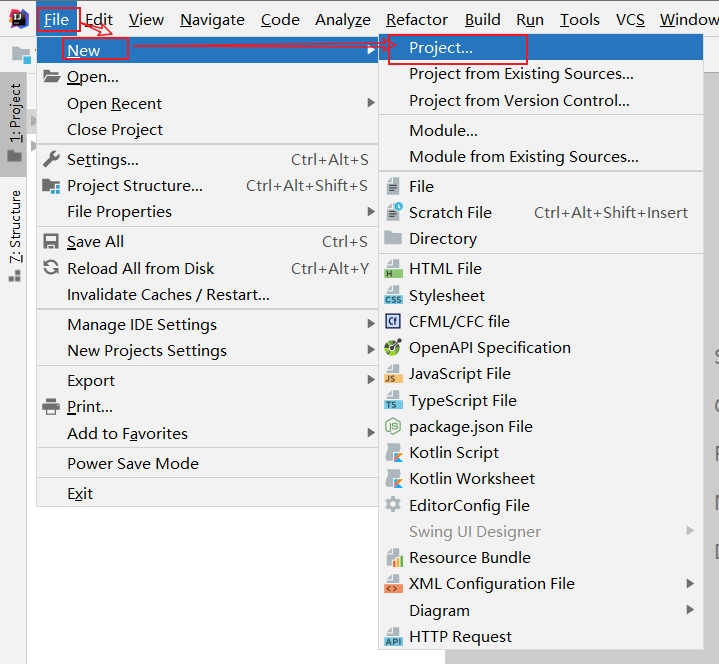 File Edit View Navigate Code Analyze Refactor Build Run Tools VCS Window
New
Open...
Open Recent
Close Project
Settings... Ctrl+Alt+S
Project Structure... Ctrl+Alt+Shift+S
File Properties
Save All Ctrl+S
Reload All from Disk Ctrl+Alt+Y
Invalidate Caches / Restart...
Manage IDE Settings
New Projects Settings
Export
Print...
Add to Favorites
Power Save Mode
Exit
Project...
Project from Existing Sources...
Project from Version Control...
Module...
Module from Existing Sources...
File
Scratch File Ctrl+Alt+Shift+Insert
Directory
HTML File
Stylesheet
CFML/CFC file
OpenAPI Specification
JavaScript File
TypeScript File
package.json File
Kotlin Script
Kotlin Worksheet
EditorConfig File
Swing UI Designer
Resource Bundle
XML Configuration File
Diagram
HTTP Request
1: Project
7: Structure